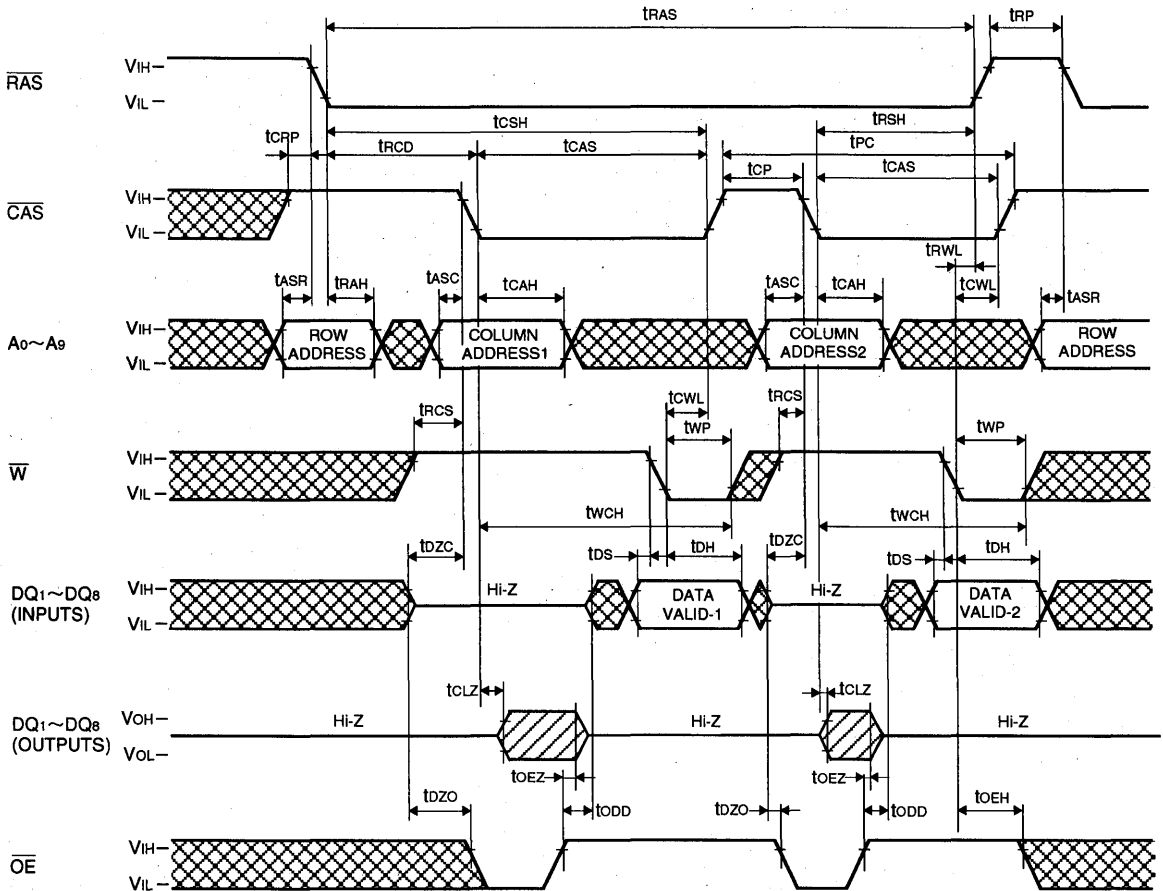 tRAS tRP
RAS VIH
VIL
tCSH tRSH
tCRP tRCD tCAS tPC
tCP tCAS
CAS VIH
VIL
tRWL
tASR tRAH tASC tCAH tASC tCAH tCWL tASR
A0~A9 VIH ROW ADDRESS COLUMN ADDRESS1 COLUMN ADDRESS2 ROW ADDRESS
VIL
tRCS tCWL tRCS
tWP tWP
W VIH
VIL
tWCH tWCH
tDZC tDS tDH tDZC tDS tDH
DQ1~DQ8 (INPUTS) VIH Hi-Z DATA VALID-1 Hi-Z DATA VALID-2
VIL
tCLZ tCLZ
DQ1~DQ8 (OUTPUTS) VOH Hi-Z Hi-Z Hi-Z
VOL
tOEZ tOEZ
tDZO tODD tDZO tODD tOEH
OE VIH
VIL